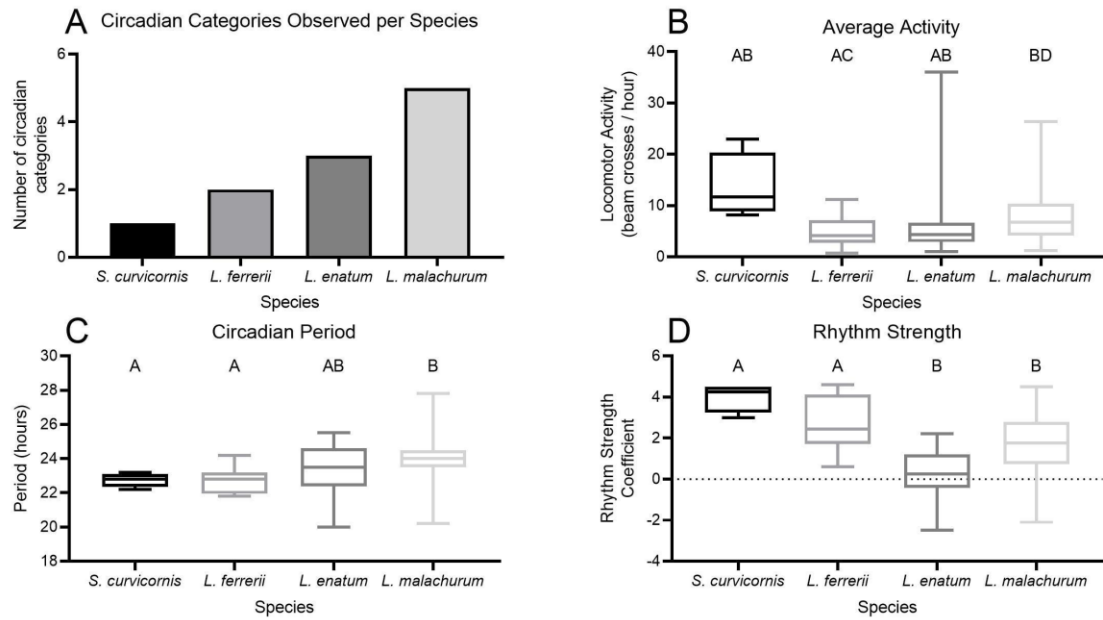 A
Circadian Categories Observed per Species
Number of circadian
categories
6
4
2
0
S. curvicornis
L. ferrerii
L. enatum
L. malachurum
Species
B
Average Activity
Locomotor Activity
(beam crosses / hour)
40
30
20
10
0
AB
AC
AB
BD
S. curvicornis
L. ferrerii
L. enatum
L. malachurum
Species
C
Circadian Period
Period (hours)
30
28
26
24
22
20
18
A
A
AB
B
S. curvicornis
L. ferrerii
L. enatum
L. malachurum
Species
D
Rhythm Strength
Rhythm Strength
Coefficient
6
4
2
0
-2
-4
A
A
B
B
S. curvicornis
L. ferrerii
L. enatum
L. malachurum
Species